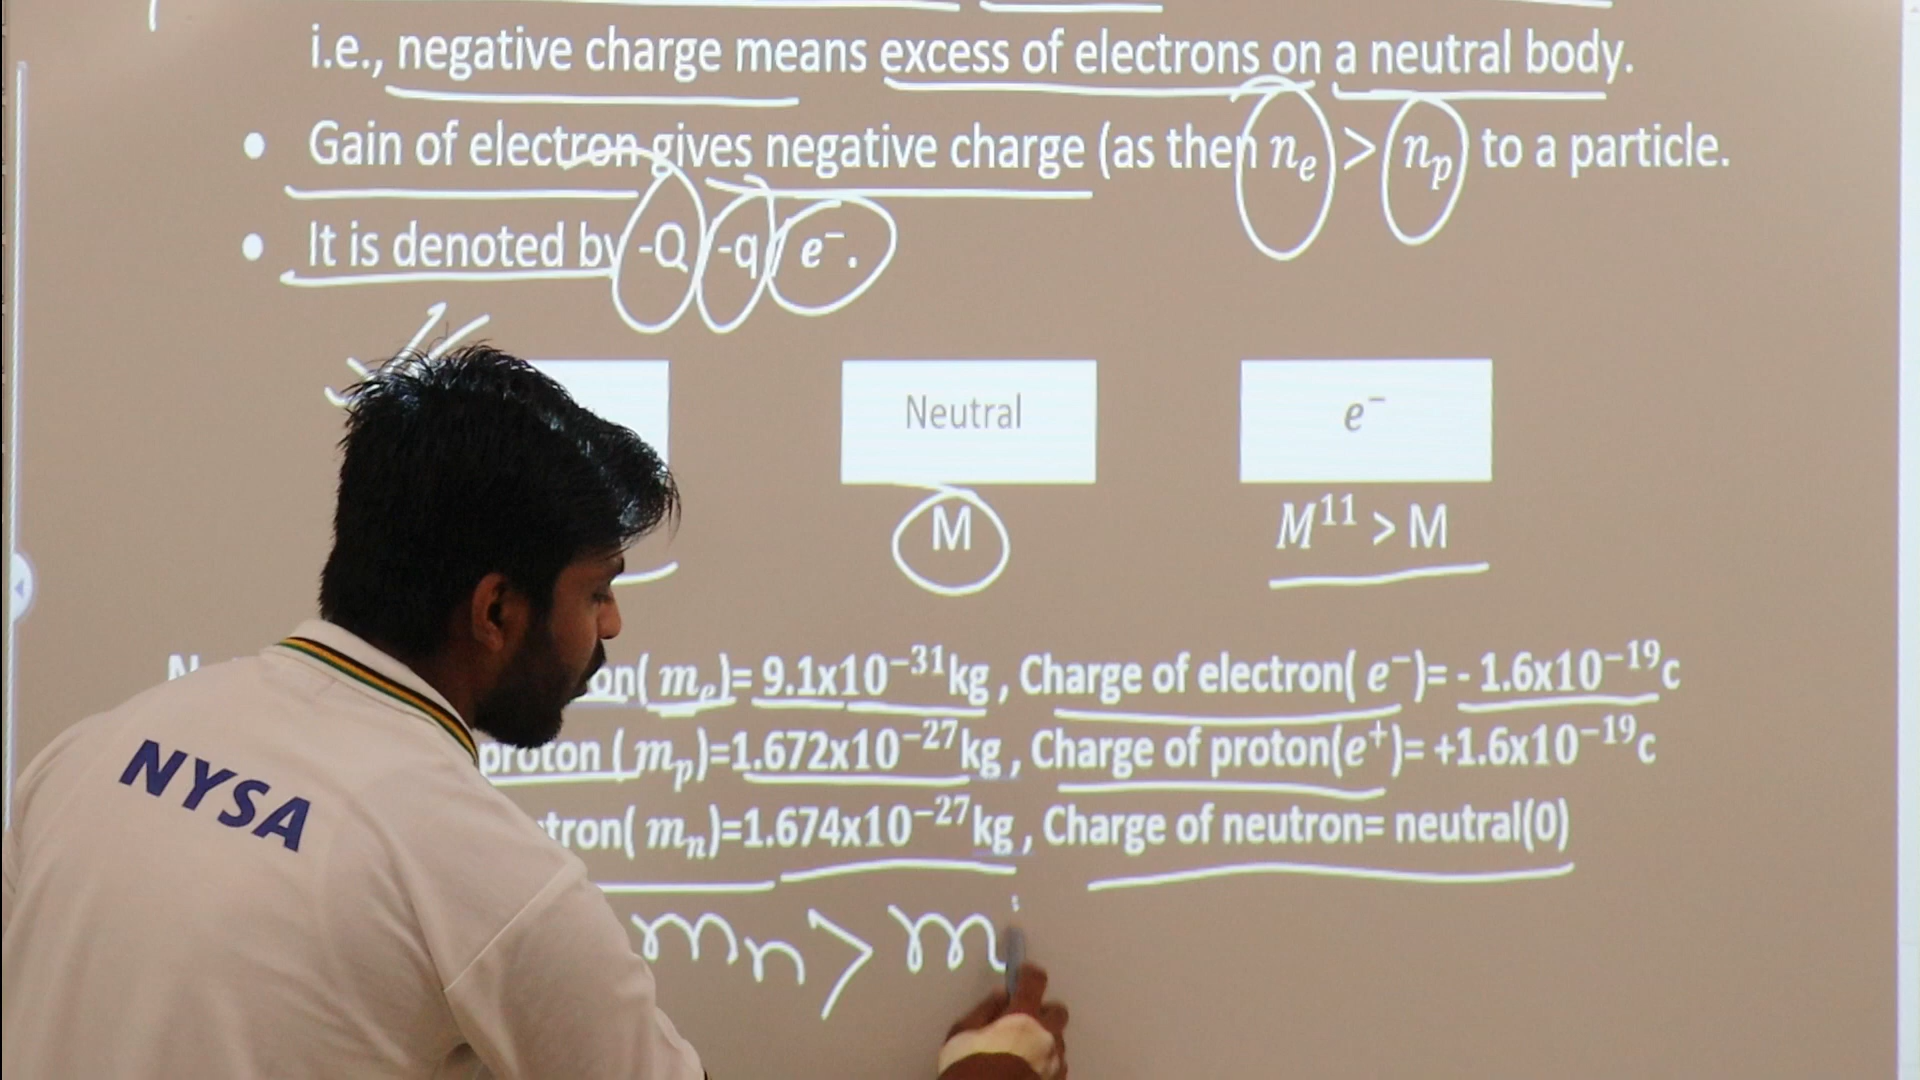 i.e., negative charge means excess of electrons on a neutral body.
• Gain of electron gives negative charge (as then nₑ > nₚ to a particle.
• It is denoted by -Q -q e⁻.
Neutral
e⁻
M
M¹¹ > M
(mₑ)= 9.1x10⁻³¹kg , Charge of electron( e⁻)= - 1.6x10⁻¹⁹c
proton (mₚ)=1.672x10⁻²⁷kg , Charge of proton(e⁺)= +1.6x10⁻¹⁹c
( mₙ)=1.674x10⁻²⁷kg , Charge of neutron= neutral(0)
mₙ > m
NYSA